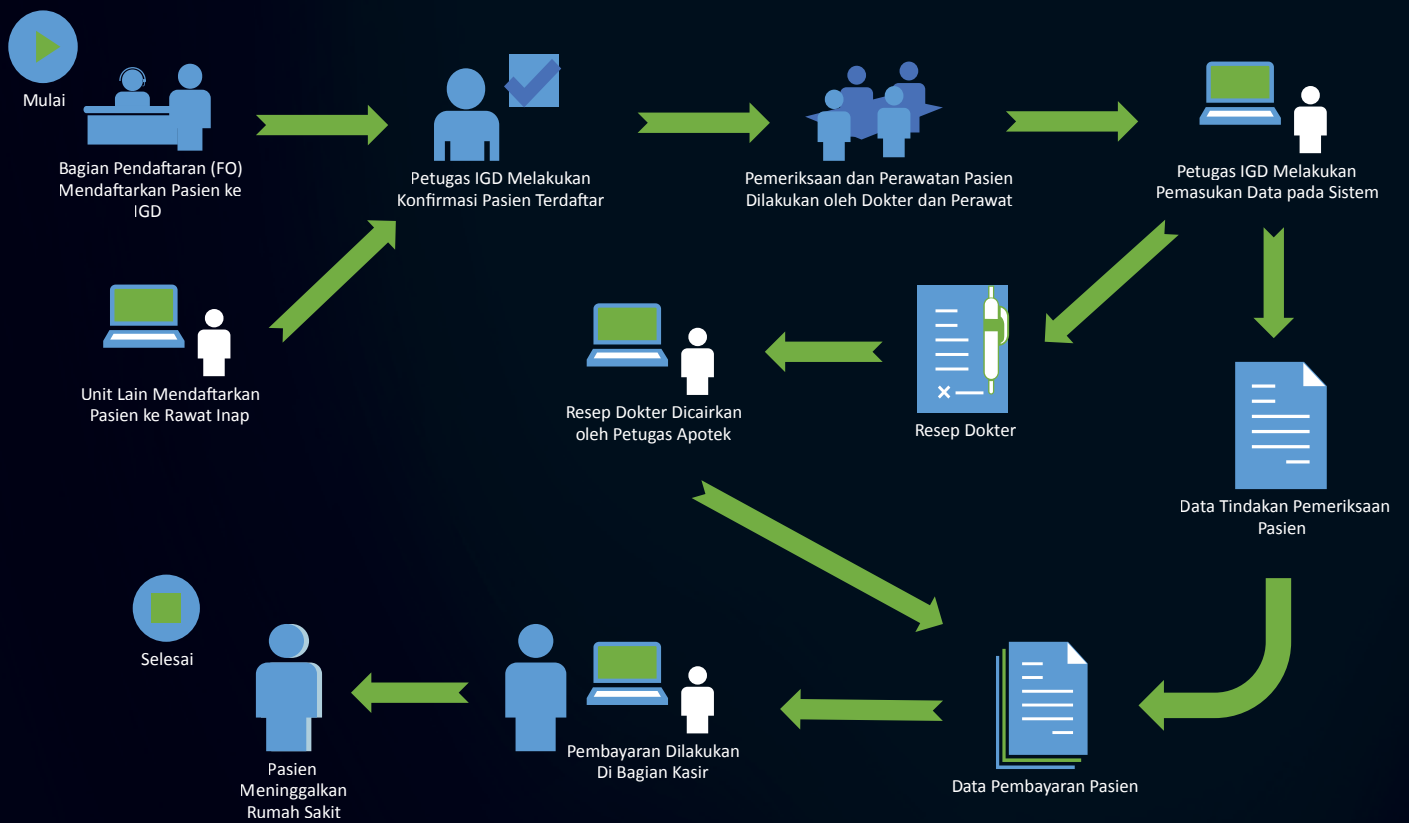 Mulai
Bagian Pendaftaran (FO)
Mendaftarkan Pasien ke
IGD
Petugas IGD Melakukan
Konfirmasi Pasien Terdaftar
Pemeriksaan dan Perawatan Pasien
Dilakukan oleh Dokter dan Perawat
Petugas IGD Melakukan
Pemasukan Data pada Sistem
Unit Lain Mendaftarkan
Pasien ke Rawat Inap
Resep Dokter Dicairkan
oleh Petugas Apotek
Resep Dokter
Data Tindakan Pemeriksaan
Pasien
Selesai
Pasien
Meninggalkan
Rumah Sakit
Pembayaran Dilakukan
Di Bagian Kasir
Data Pembayaran Pasien